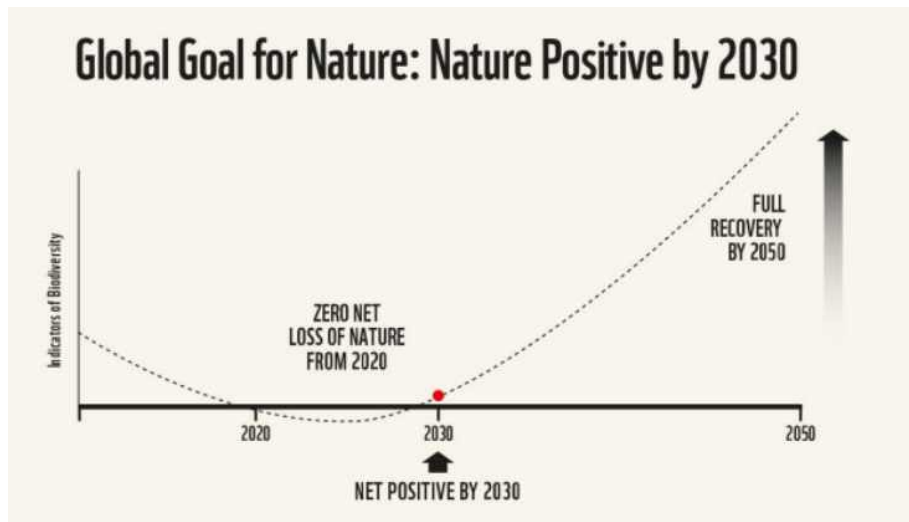 Global Goal for Nature: Nature Positive by 2030
Indicators of Biodiversity
ZERO NET
LOSS OF NATURE
FROM 2020
FULL
RECOVERY
BY 2050
2020
2030
2050
NET POSITIVE BY 2030